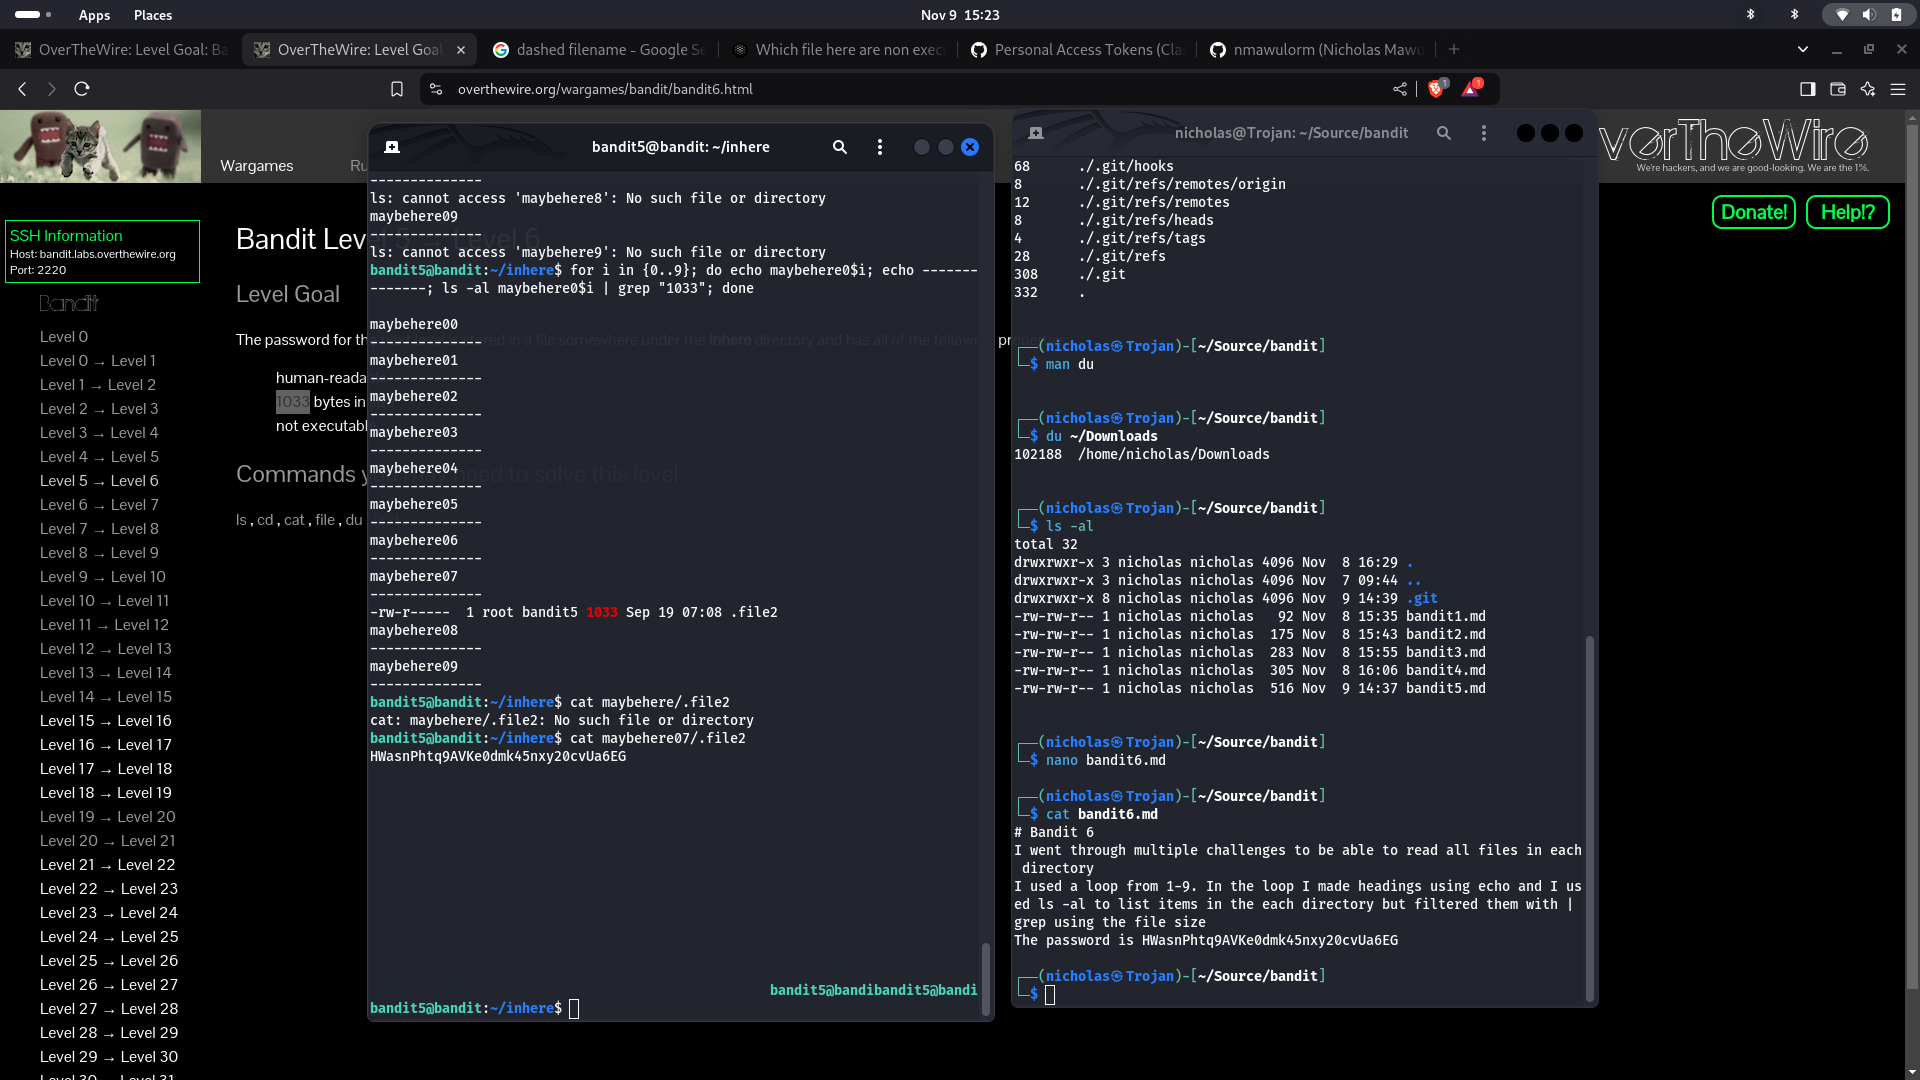 Apps Places
Nov 9 15:23
OverTheWire: Level Goal: Ba
OverTheWire: Level Goal
dashed filename - Google Se
Which file here are non exec
Personal Access Tokens (Cla
nmawulorm (Nicholas Mawu
overthewire.org/wargames/bandit/bandit6.html
1
1
Wargames
Ru
verTheWire
We're hackers, and we are good-looking. We are the 1%.
Donate!
Help!?
SSH Information
Host: bandit.labs.overthewire.org
Port: 2220
Bandit
Level 0
Level 0 → Level 1
Level 1 → Level 2
Level 2 → Level 3
Level 3 → Level 4
Level 4 → Level 5
Level 5 → Level 6
Level 6 → Level 7
Level 7 → Level 8
Level 8 → Level 9
Level 9 → Level 10
Level 10 → Level 11
Level 11 → Level 12
Level 12 → Level 13
Level 13 → Level 14
Level 14 → Level 15
Level 15 → Level 16
Level 16 → Level 17
Level 17 → Level 18
Level 18 → Level 19
Level 19 → Level 20
Level 20 → Level 21
Level 21 → Level 22
Level 22 → Level 23
Level 23 → Level 24
Level 24 → Level 25
Level 25 → Level 26
Level 26 → Level 27
Level 27 → Level 28
Level 28 → Level 29
Level 29 → Level 30
Level 30 → Level 31
Bandit Level 5 → Level 6
Level Goal
The password for th ored in a file somewhere under the inhere directory and has all of the followi prop
human-reada
1033 bytes in
not executabl
Commands you may need to solve this level
ls , cd , cat , file , du
bandit5@bandit: ~/inhere
--------------
ls: cannot access 'maybehere8': No such file or directory
maybehere09
--------------
ls: cannot access 'maybehere9': No such file or directory
bandit5@bandit:~/inhere$ for i in {0..9}; do echo maybehere0$i; echo -------
-------; ls -al maybehere0$i | grep "1033"; done
maybehere00
--------------
maybehere01
--------------
maybehere02
--------------
maybehere03
--------------
maybehere04
--------------
maybehere05
--------------
maybehere06
--------------
maybehere07
--------------
-rw-r-----  1 root bandit5 1033 Sep 19 07:08 .file2
maybehere08
--------------
maybehere09
--------------
bandit5@bandit:~/inhere$ cat maybehere/.file2
cat: maybehere/.file2: No such file or directory
bandit5@bandit:~/inhere$ cat maybehere07/.file2
HWasnPhtq9AVKe0dmk45nxy20cvUa6EG
bandit5@bandibandit5@bandi
bandit5@bandit:~/inhere$
nicholas@Trojan: ~/Source/bandit
68 ./.git/hooks
8 ./.git/refs/remotes/origin
12 ./.git/refs/remotes
8 ./.git/refs/heads
4 ./.git/refs/tags
28 ./.git/refs
308 ./.git
332 .
┌──(nicholas㉿Trojan)-[~/Source/bandit]
└─$ man du
┌──(nicholas㉿Trojan)-[~/Source/bandit]
└─$ du ~/Downloads
102188 /home/nicholas/Downloads
┌──(nicholas㉿Trojan)-[~/Source/bandit]
└─$ ls -al
total 32
drwxrwxr-x 3 nicholas nicholas 4096 Nov  8 16:29 .
drwxrwxr-x 3 nicholas nicholas 4096 Nov  7 09:44 ..
drwxrwxr-x 8 nicholas nicholas 4096 Nov  9 14:39 .git
-rw-rw-r-- 1 nicholas nicholas   92 Nov  8 15:35 bandit1.md
-rw-rw-r-- 1 nicholas nicholas  175 Nov  8 15:43 bandit2.md
-rw-rw-r-- 1 nicholas nicholas  283 Nov  8 15:55 bandit3.md
-rw-rw-r-- 1 nicholas nicholas  305 Nov  8 16:06 bandit4.md
-rw-rw-r-- 1 nicholas nicholas  516 Nov  9 14:37 bandit5.md
┌──(nicholas㉿Trojan)-[~/Source/bandit]
└─$ nano bandit6.md
┌──(nicholas㉿Trojan)-[~/Source/bandit]
└─$ cat bandit6.md
# Bandit 6
I went through multiple challenges to be able to read all files in each
directory
I used a loop from 1-9. In the loop I made headings using echo and I us
ed ls -al to list items in the each directory but filtered them with |
grep using the file size
The password is HWasnPhtq9AVKe0dmk45nxy20cvUa6EG
┌──(nicholas㉿Trojan)-[~/Source/bandit]
└─$